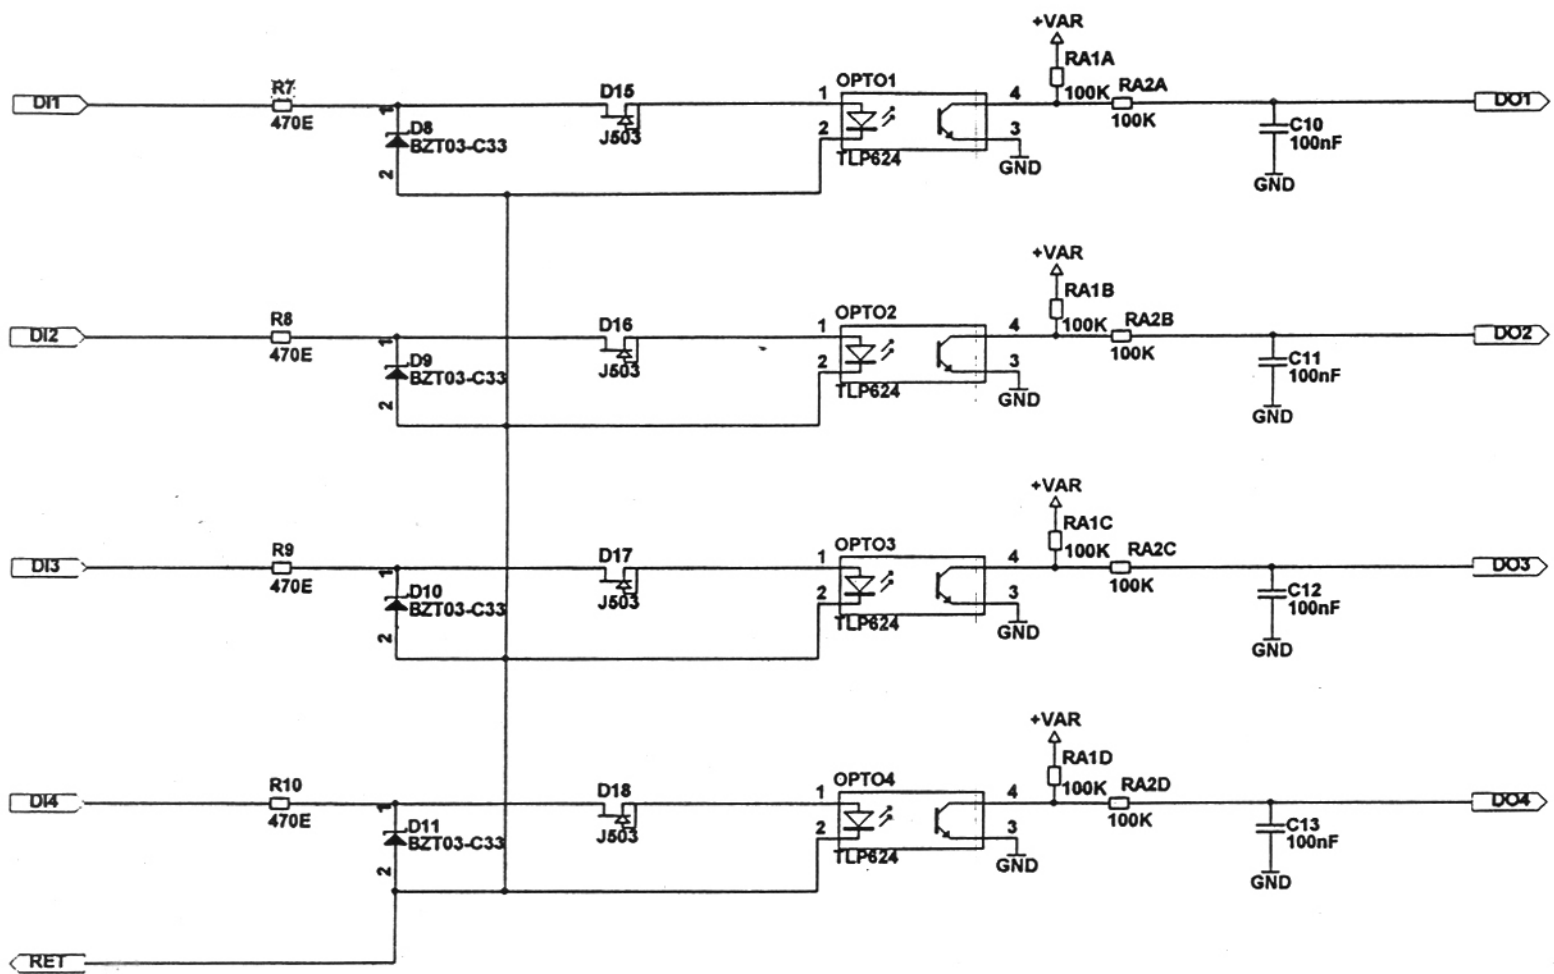 +VAR
R7
D15
OPTO1
RA1A
RA2A
DI1
1
1
4
100K
DO1
470E
D8
BZT03-C33
J503
2
3
100K
C10
100nF
TLP624
GND
2
GND
+VAR
R8
D16
OPTO2
RA1B
RA2B
DI2
1
1
4
100K
DO2
470E
D9
BZT03-C33
J503
2
3
100K
C11
100nF
TLP624
GND
2
GND
+VAR
R9
D17
OPTO3
RA1C
RA2C
DI3
1
1
4
100K
DO3
470E
D10
BZT03-C33
J503
2
3
100K
C12
100nF
TLP624
GND
2
GND
+VAR
R10
D18
OPTO4
RA1D
RA2D
DI4
1
1
4
100K
DO4
470E
D11
BZT03-C33
J503
2
3
100K
C13
100nF
TLP624
GND
2
GND
RET